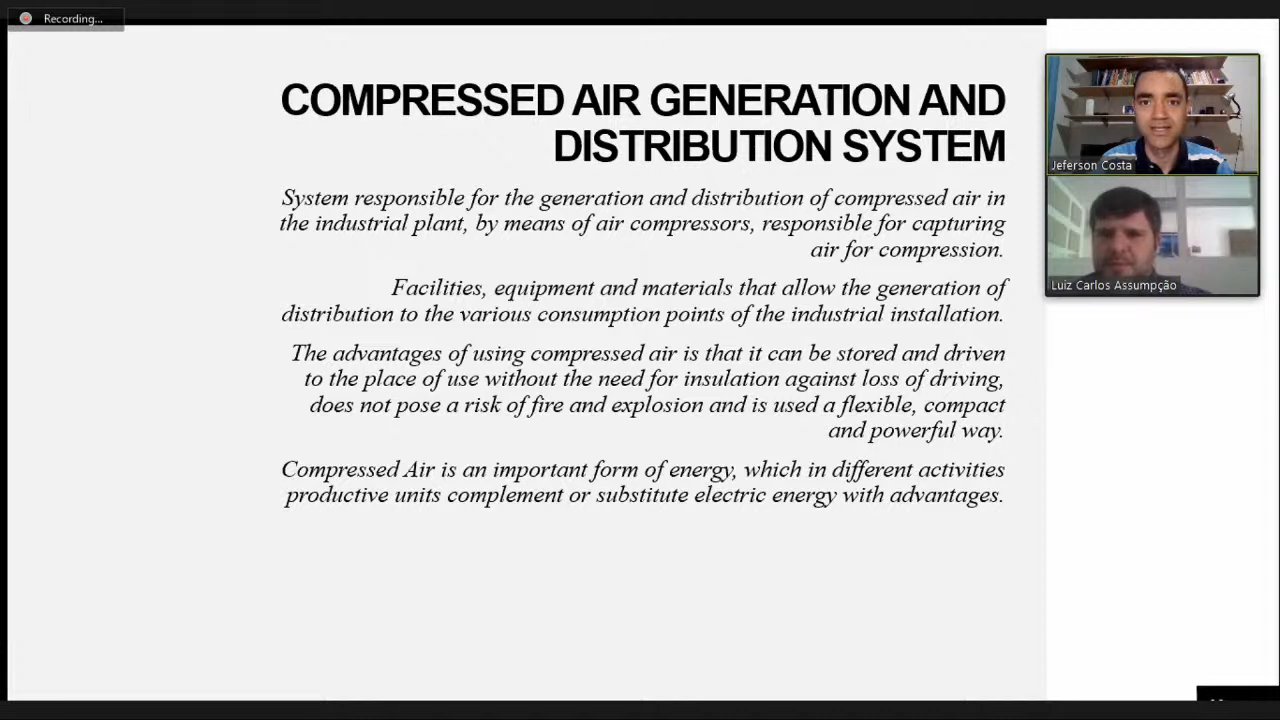 Recording...
COMPRESSED AIR GENERATION AND
DISTRIBUTION SYSTEM
System responsible for the generation and distribution of compressed air in
the industrial plant, by means of air compressors, responsible for capturing
air for compression.
Facilities, equipment and materials that allow the generation of
distribution to the various consumption points of the industrial installation.
The advantages of using compressed air is that it can be stored and driven
to the place of use without the need for insulation against loss of driving,
does not pose a risk of fire and explosion and is used a flexible, compact
and powerful way.
Compressed Air is an important form of energy, which in different activities
productive units complement or substitute electric energy with advantages.
Jeferson Costa
Luiz Carlos Assumpção